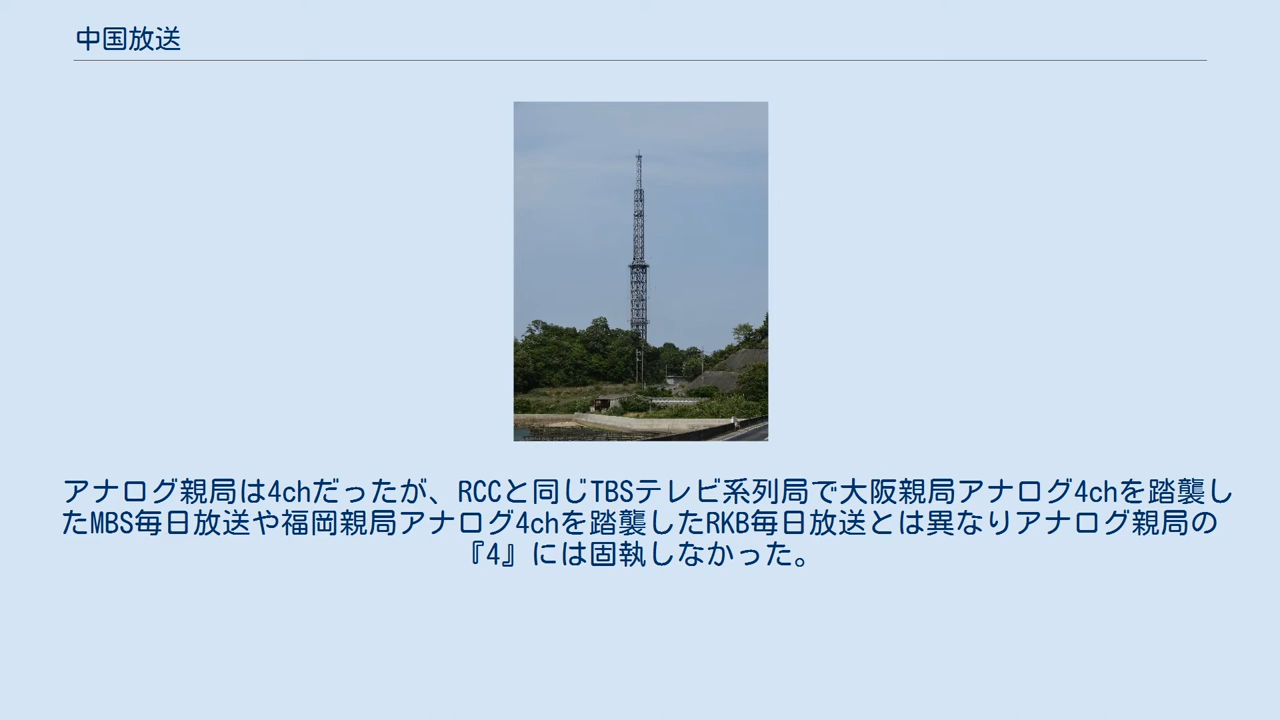 中国放送
アナログ親局は4chだったが、RCCと同じTBSテレビ系列局で大阪親局アナログ4chを踏襲し
たMBS毎日放送や福岡親局アナログ4chを踏襲したRKB毎日放送とは異なりアナログ親局の
『4』には固執しなかった。